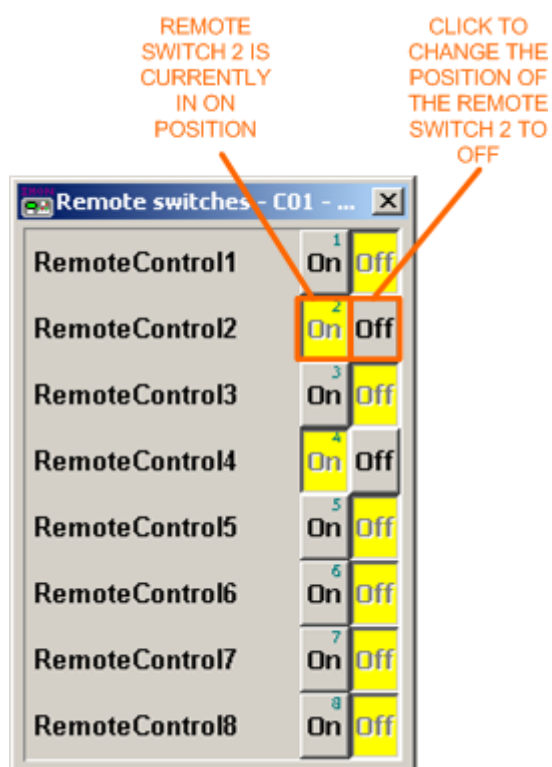 REMOTE
SWITCH 2 IS
CURRENTLY
IN ON
POSITION
CLICK TO
CHANGE THE
POSITION OF
THE REMOTE
SWITCH 2 TO
OFF
Remote switches - C01 - ...
RemoteControl1 1 On Off
RemoteControl2 2 On Off
RemoteControl3 3 On Off
RemoteControl4 4 On Off
RemoteControl5 5 On Off
RemoteControl6 6 On Off
RemoteControl7 7 On Off
RemoteControl8 8 On Off